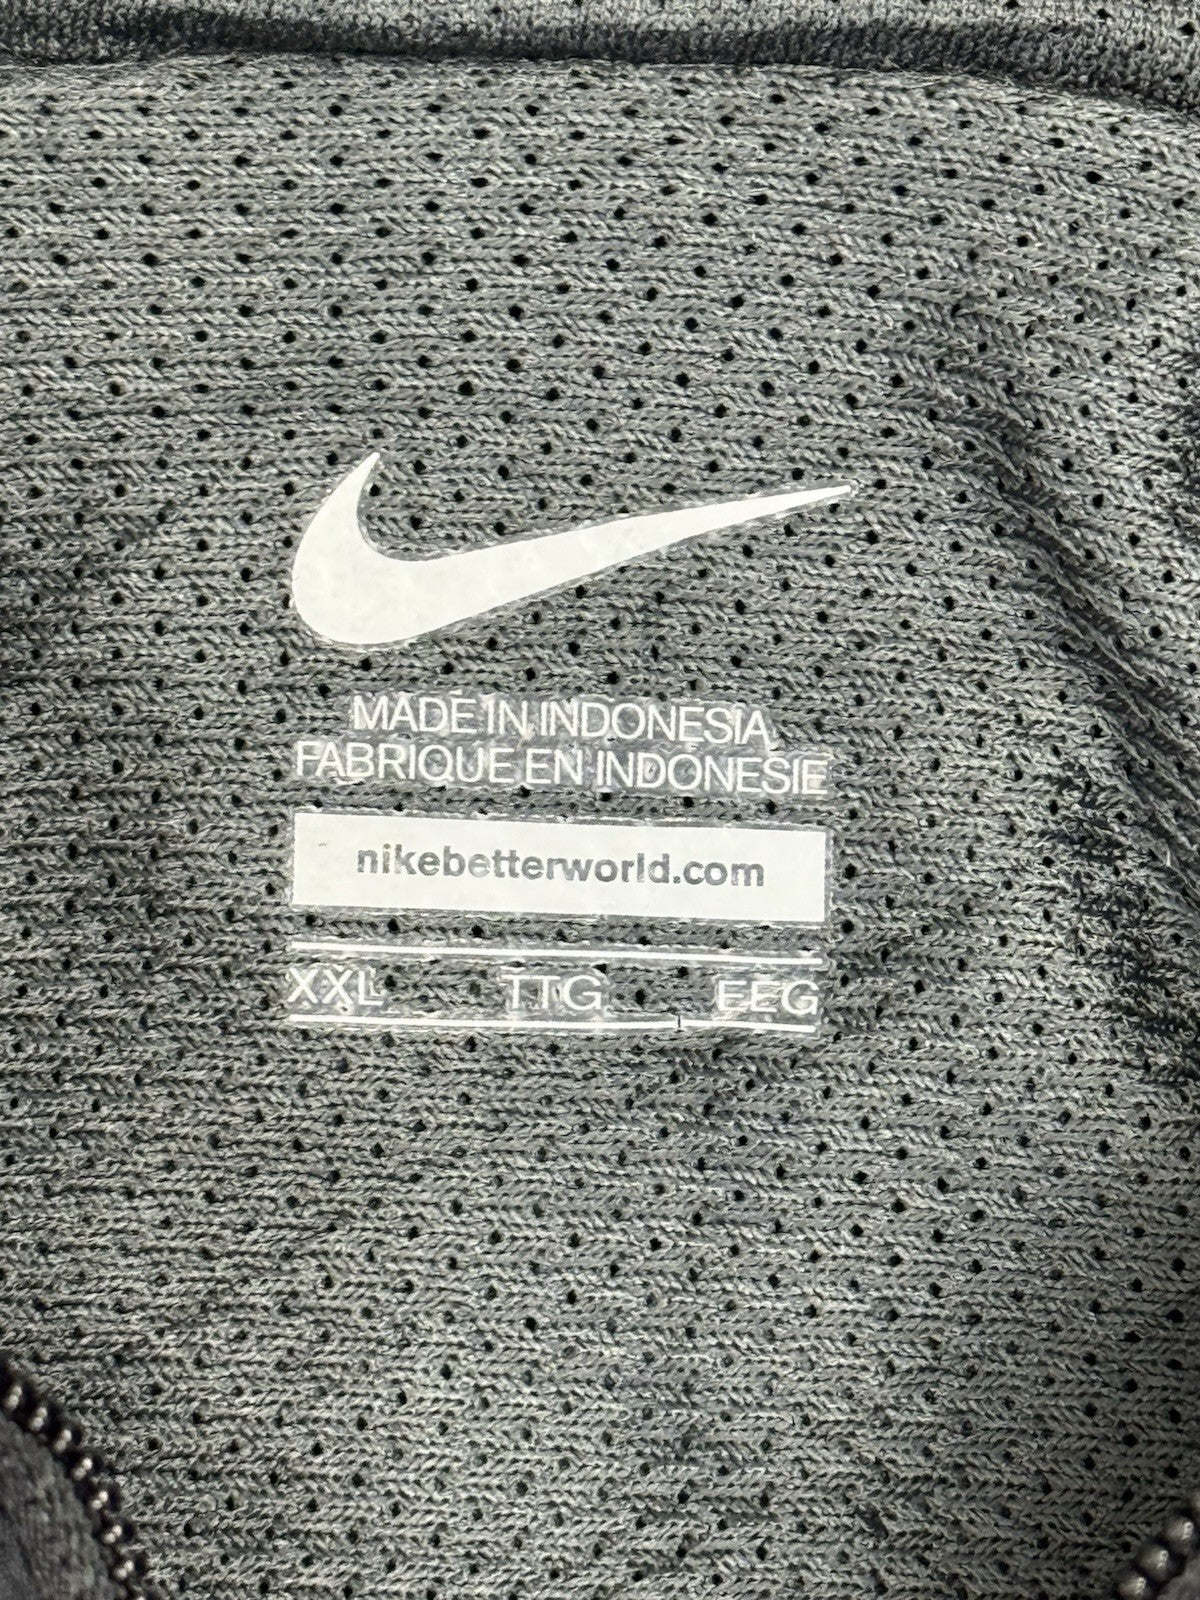 MADE IN INDONESIA
FABRIQUE EN INDONESIE
nikebetterworld.com
XXL TTG EEG